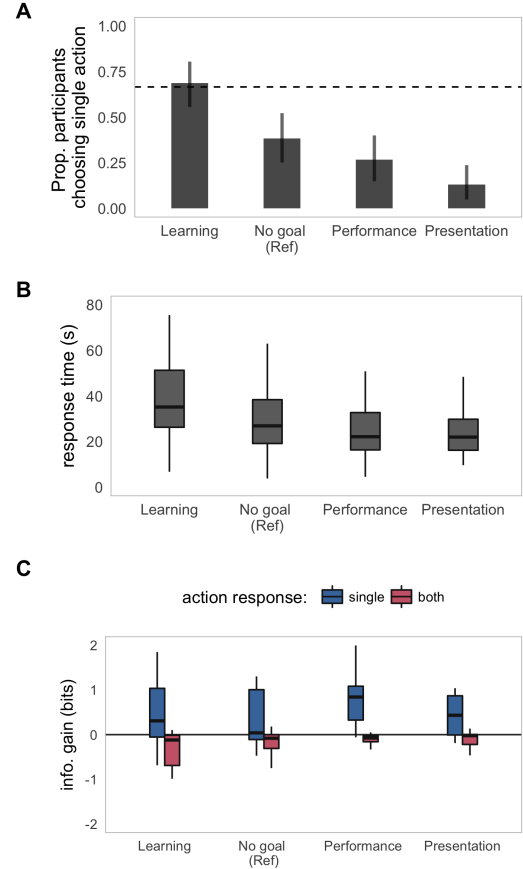 A
Prop. participants
choosing single action
1.00
0.75
0.50
0.25
0.00
Learning
No goal
(Ref)
Performance
Presentation
B
response time (s)
80
60
40
20
0
Learning
No goal
(Ref)
Performance
Presentation
C
action response: single both
info. gain (bits)
2
1
0
-1
-2
Learning
No goal
(Ref)
Performance
Presentation